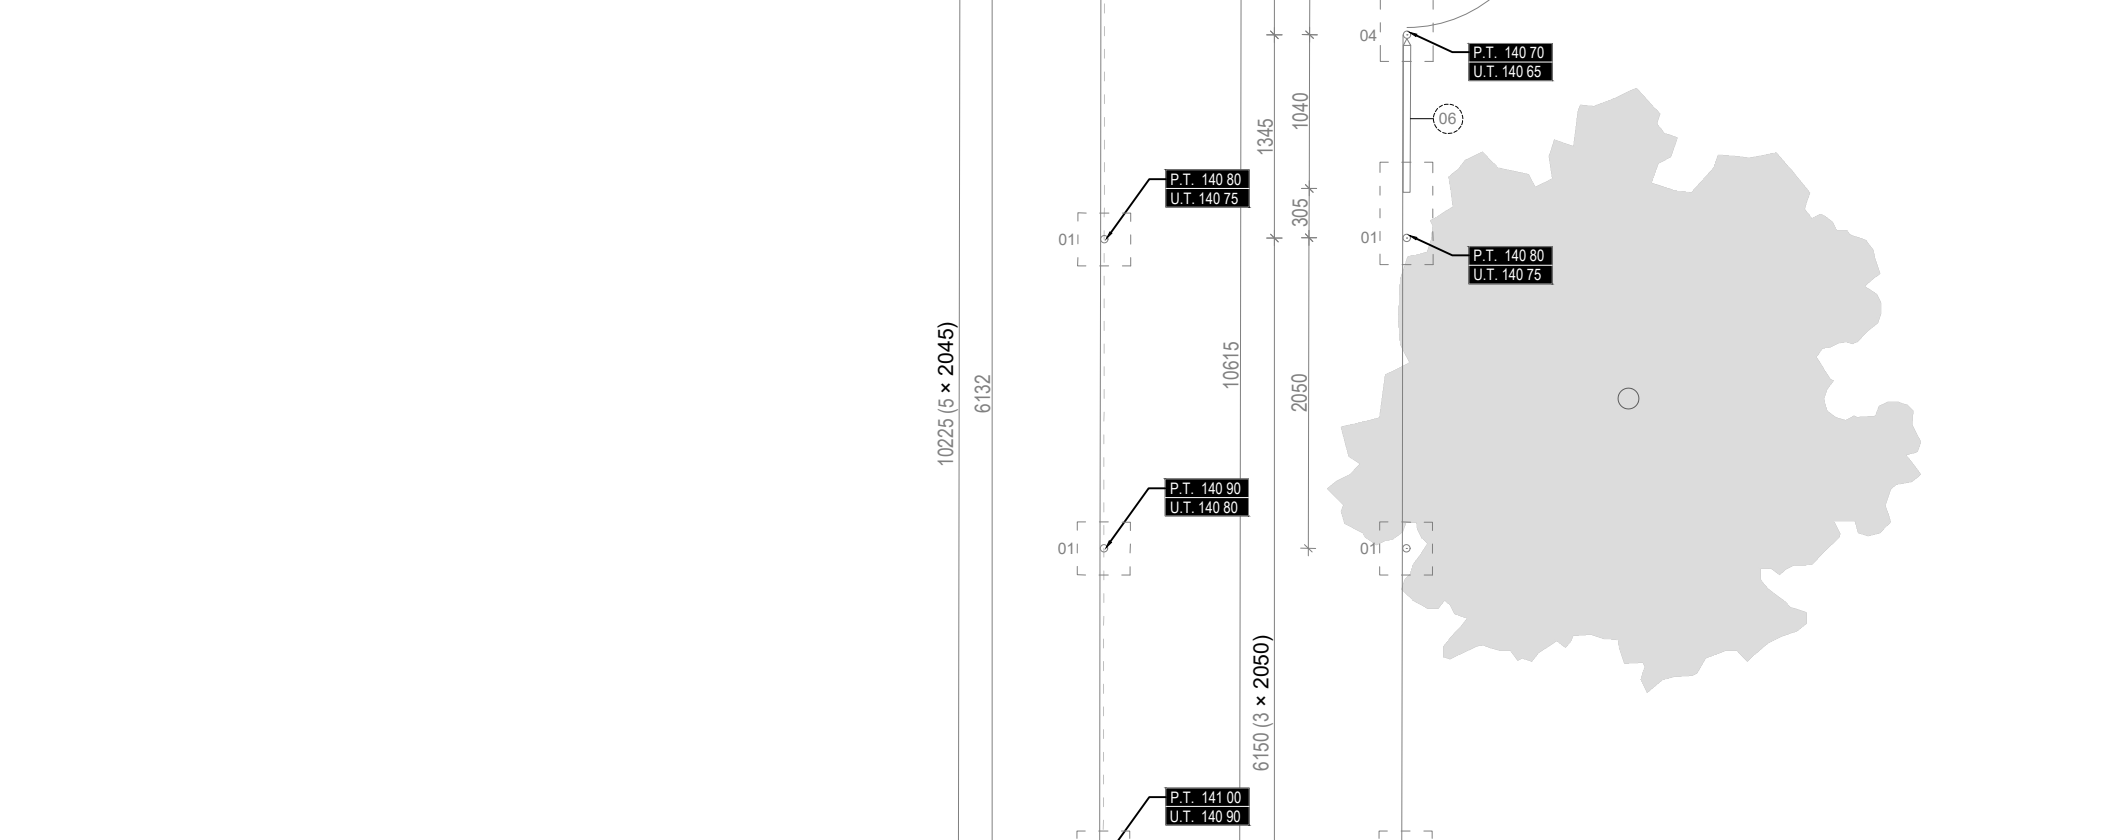 04
P.T. 140 70
U.T. 140 65
1040
1345
06
P.T. 140 80
U.T. 140 75
305
01
01
P.T. 140 80
U.T. 140 75
10225 (5 × 2045)
6132
10615
2050
P.T. 140 90
U.T. 140 80
01
01
6150 (3 × 2050)
P.T. 141 00
U.T. 140 90